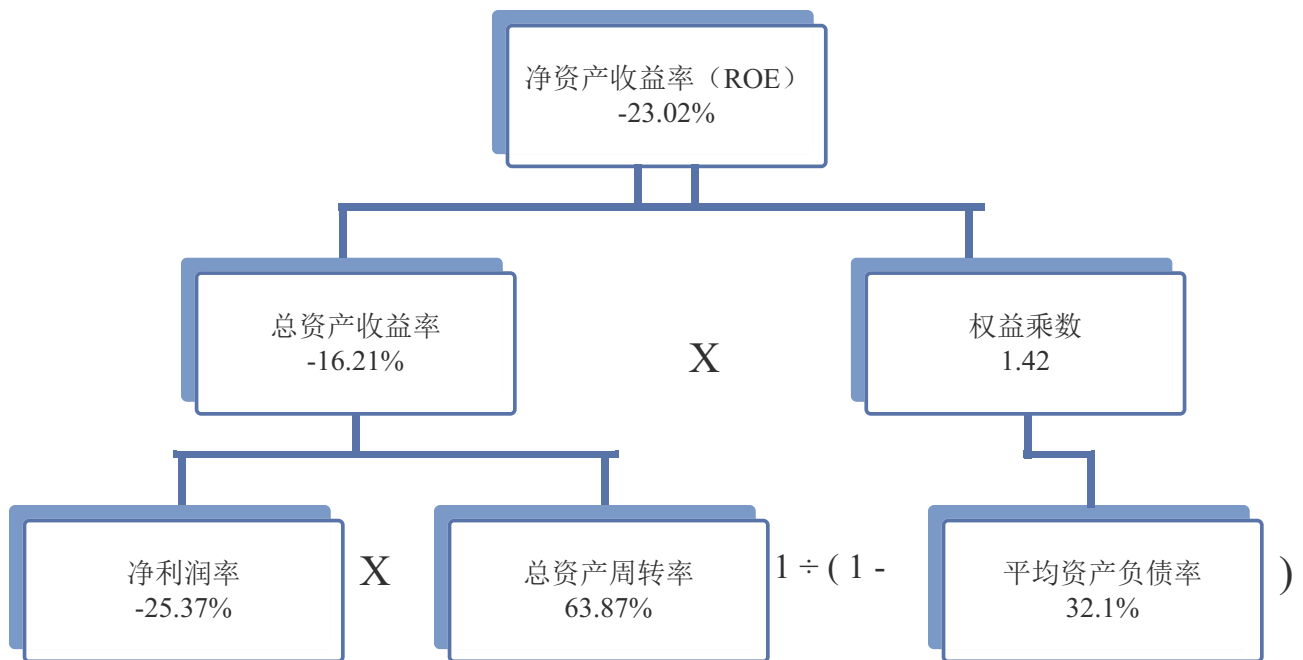 净资产收益率（ROE）
-23.02%
总资产收益率
-16.21%
X
权益乘数
1.42
净利润率
-25.37%
X
总资产周转率
63.87%
1 ÷ ( 1 -
平均资产负债率
32.1%
)